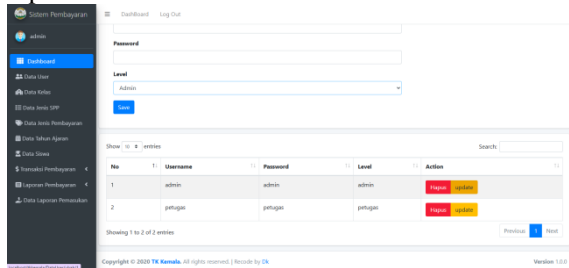 Sistem Pembayaran
Dashboard Log Out
admin
Password
Dashboard
Level
Data User
Admin
Data Kelas
Save
Data Jenis SPP
Data Jenis Pembayaran
Data Tahun Ajaran
Show 10 entries Search:
Data Siswa
Transaksi Pembayaran
No Username Password Level Action
Laporan Pembayaran
1 admin admin admin Hapus update
Data Laporan Pemasukan
2 petugas petugas petugas Hapus update
Showing 1 to 2 of 2 entries Previous 1 Next
Copyright © 2020 TK Kemala. All rights reserved. | Recode by Dk Version 1.0.0